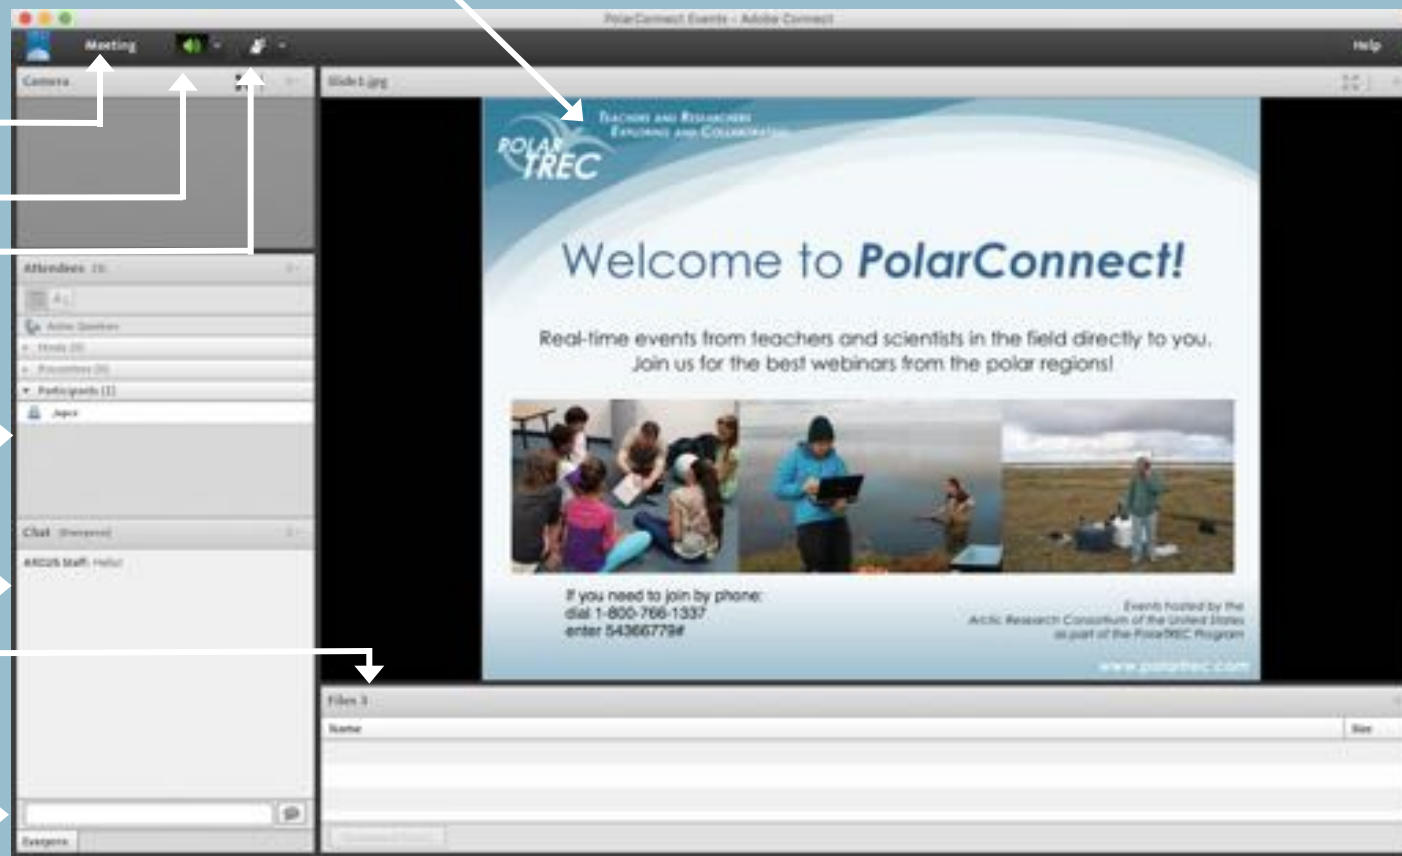 PolarConnect Events - Adobe Connect
Meeting
Help
Camera
Slide1.jpg
TEACHERS AND RESEARCHERS
EXPLORING AND COLLABORATING
POLAR
TREC
Welcome to PolarConnect!
Real-time events from teachers and scientists in the field directly to you.
Join us for the best webinars from the polar regions!
If you need to join by phone:
dial 1-800-766-1337
enter 54366779#
Events hosted by the
Arctic Research Consortium of the United States
as part of the PolarTREC Program
www.polartrec.com
Attendees
Active Speakers
Hosts
Presenters
Participants (1)
Joyce
Chat (Everyone)
ARCUS Staff: Hello!
Everyone
Files 3
Name
Size